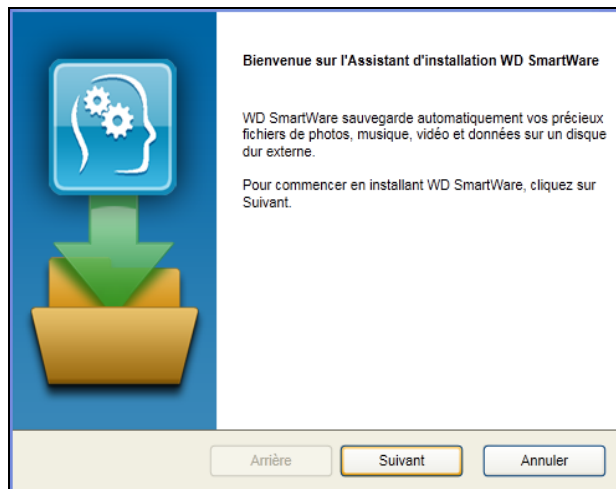 Bienvenue sur l'Assistant d'installation WD SmartWare
WD SmartWare sauvegarde automatiquement vos précieux
fichiers de photos, musique, vidéo et données sur un disque
dur externe.
Pour commencer en installant WD SmartWare, cliquez sur
Suivant.
Arrière
Suivant
Annuler